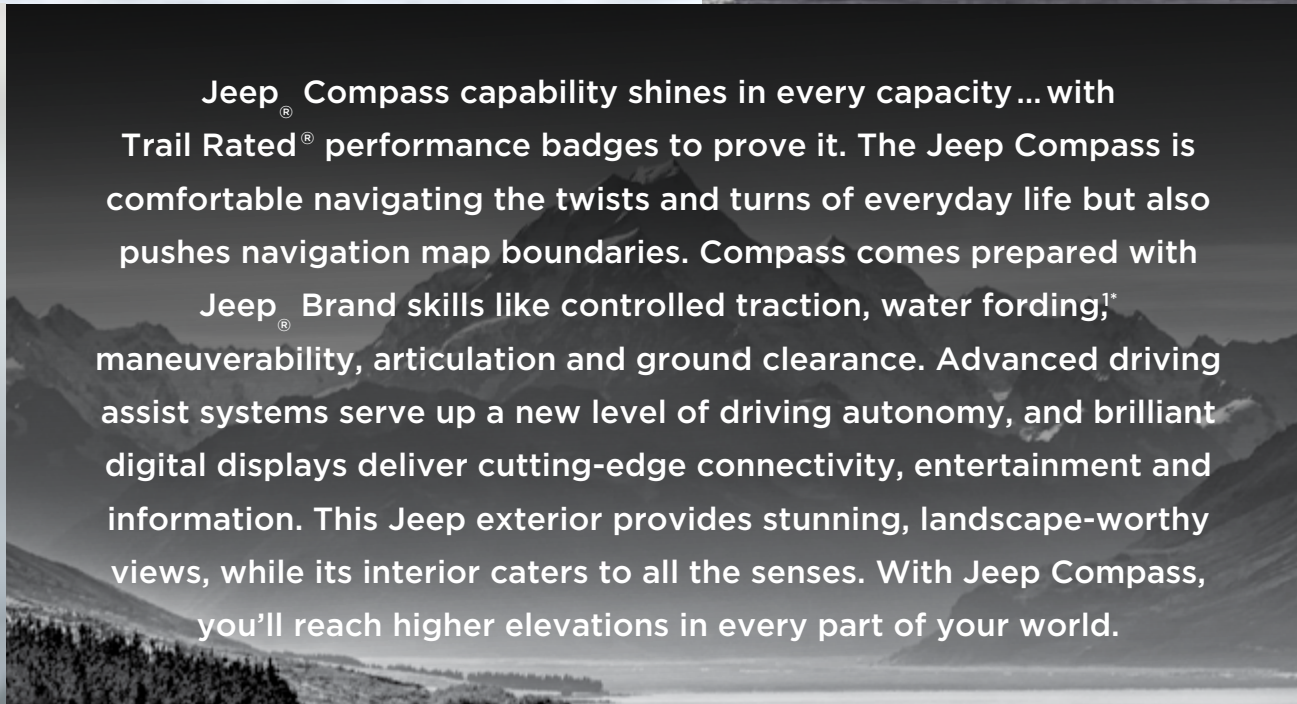 Jeep® Compass capability shines in every capacity... with
Trail Rated® performance badges to prove it. The Jeep Compass is
comfortable navigating the twists and turns of everyday life but also
pushes navigation map boundaries. Compass comes prepared with
Jeep® Brand skills like controlled traction, water fording,1*
maneuverability, articulation and ground clearance. Advanced driving
assist systems serve up a new level of driving autonomy, and brilliant
digital displays deliver cutting-edge connectivity, entertainment and
information. This Jeep exterior provides stunning, landscape-worthy
views, while its interior caters to all the senses. With Jeep Compass,
you’ll reach higher elevations in every part of your world.